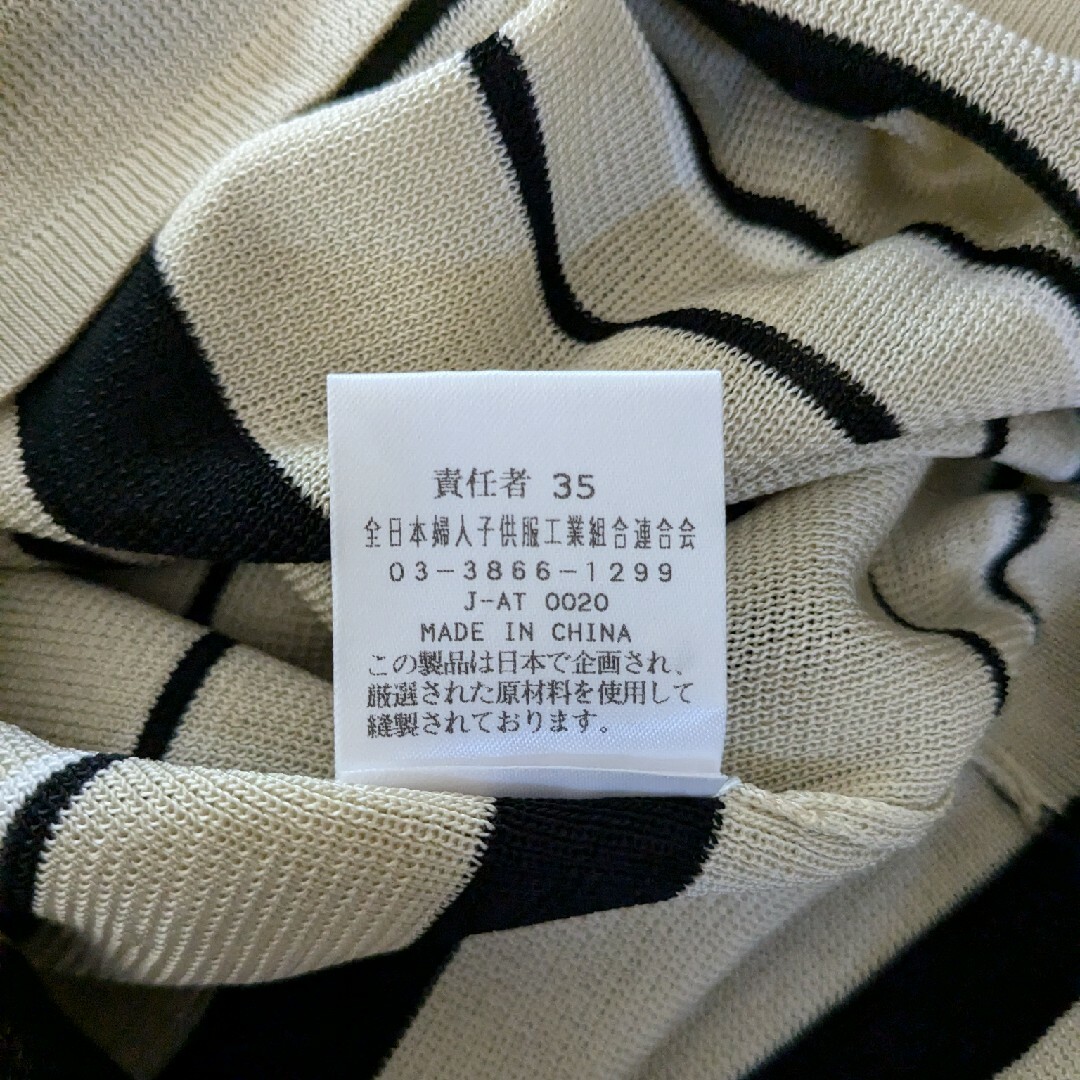 責任者 35
全日本婦人子供服工業組合連合会
03-3866-1299
J-AT 0020
MADE IN CHINA
この製品は日本で企画され、
厳選された原材料を使用して
縫製されております。